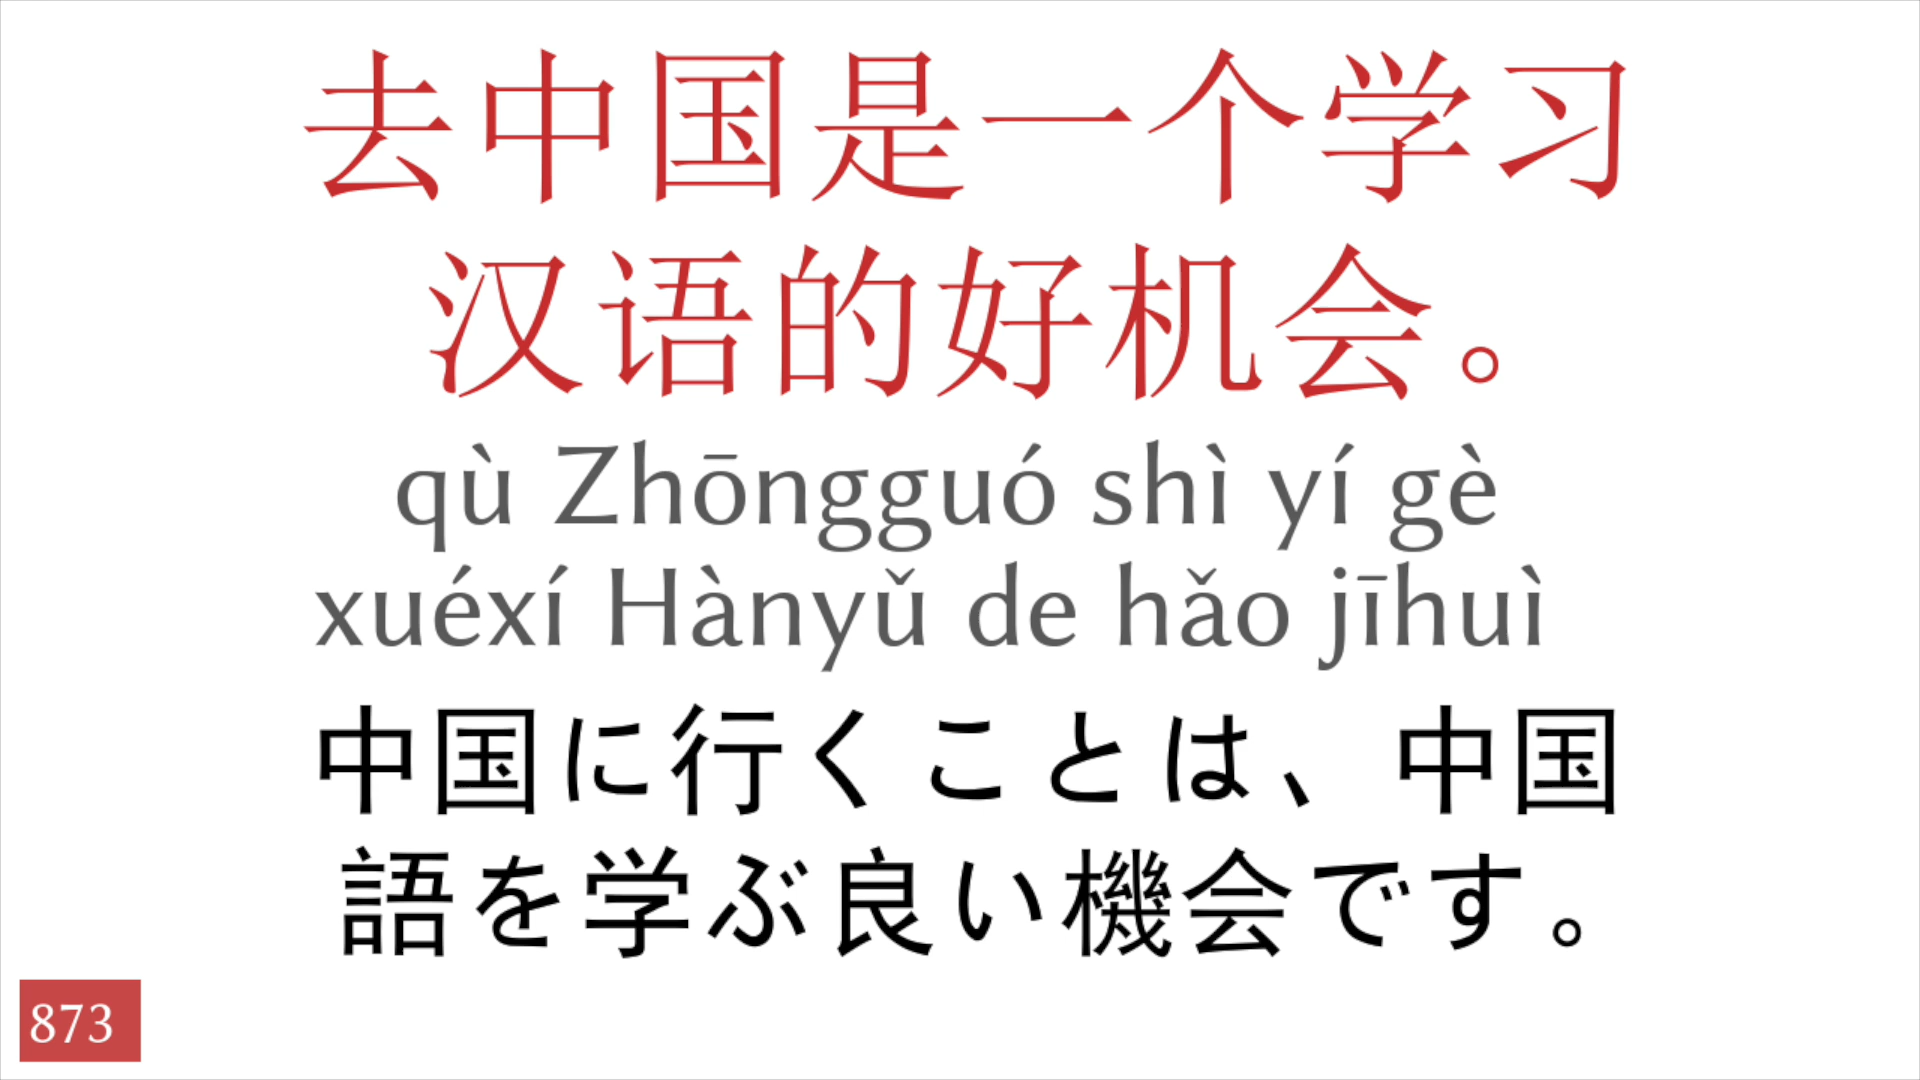 去中国是一个学习
汉语的好机会。
qù Zhōngguó shì yí gè
xuéxí Hànyǔ de hǎo jīhuì
中国に行くことは、中国
語を学ぶ良い機会です。
873